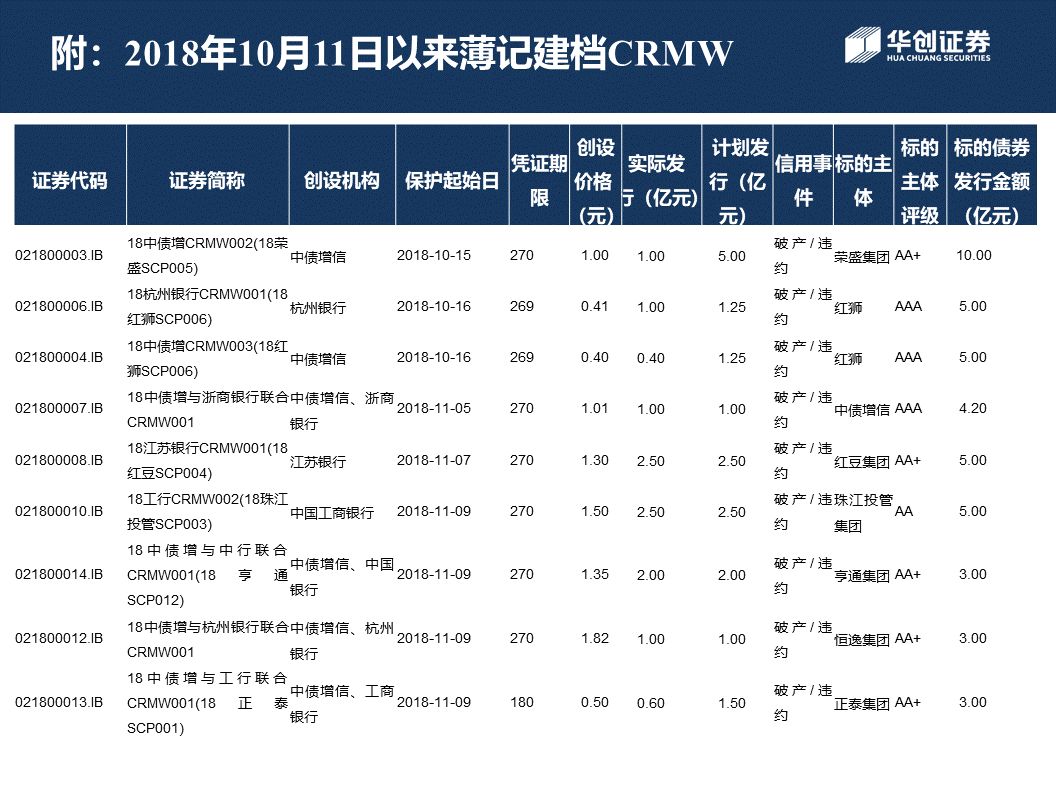 附：2018年10月11日以来薄记建档CRMW
华创证券
HUA CHUANG SECURITIES
证券代码 证券简称 创设机构 保护起始日 凭证期限 创设价格（元） 实际发行（亿元） 计划发行（亿元） 信用事件 标的主体 标的主体评级 标的债券发行金额（亿元）
021800003.IB 18中债增CRMW002(18荣盛SCP005) 中债增信 2018-10-15 270 1.00 1.00 5.00 破产/违约 荣盛集团 AA+ 10.00
021800006.IB 18杭州银行CRMW001(18红狮SCP006) 杭州银行 2018-10-16 269 0.41 1.00 1.25 破产/违约 红狮 AAA 5.00
021800004.IB 18中债增CRMW003(18红狮SCP006) 中债增信 2018-10-16 269 0.40 0.40 1.25 破产/违约 红狮 AAA 5.00
021800007.IB 18中债增与浙商银行联合CRMW001 中债增信、浙商银行 2018-11-05 270 1.01 1.00 1.00 破产/违约 中债增信 AAA 4.20
021800008.IB 18江苏银行CRMW001(18红豆SCP004) 江苏银行 2018-11-07 270 1.30 2.50 2.50 破产/违约 红豆集团 AA+ 5.00
021800010.IB 18工行CRMW002(18珠江投管SCP003) 中国工商银行 2018-11-09 270 1.50 2.50 2.50 破产/违约 珠江投管集团 AA 5.00
021800014.IB 18中债增与中行联合CRMW001(18亨通SCP012) 中债增信、中国银行 2018-11-09 270 1.35 2.00 2.00 破产/违约 亨通集团 AA+ 3.00
021800012.IB 18中债增与杭州银行联合CRMW001 中债增信、杭州银行 2018-11-09 270 1.82 1.00 1.00 破产/违约 恒逸集团 AA+ 3.00
021800013.IB 18中债增与工行联合CRMW001(18正泰SCP001) 中债增信、工商银行 2018-11-09 180 0.50 0.60 1.50 破产/违约 正泰集团 AA+ 3.00